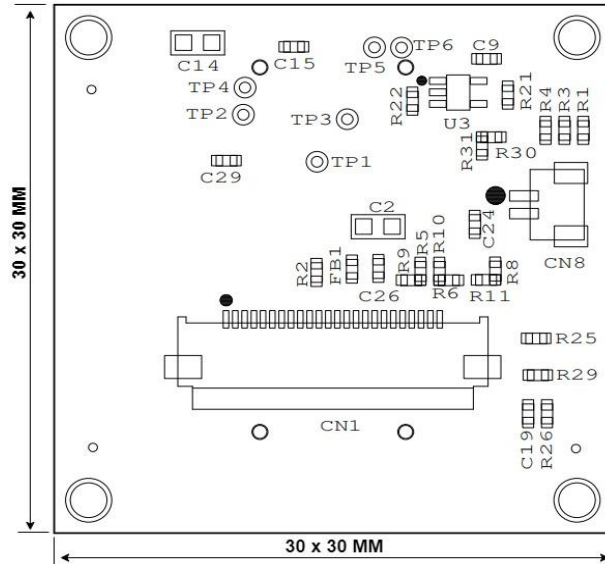 C14
C15
TP5
TP6
C9
TP4
TP2
TP3
R22
U3
R21
R4
R3
R1
R31
R30
TP1
C29
C2
C24
CN8
R2
FB1
C26
R9
R5
R10
R6
R11
R8
R25
R29
CN1
C19
R26
30 x 30 MM
30 x 30 MM